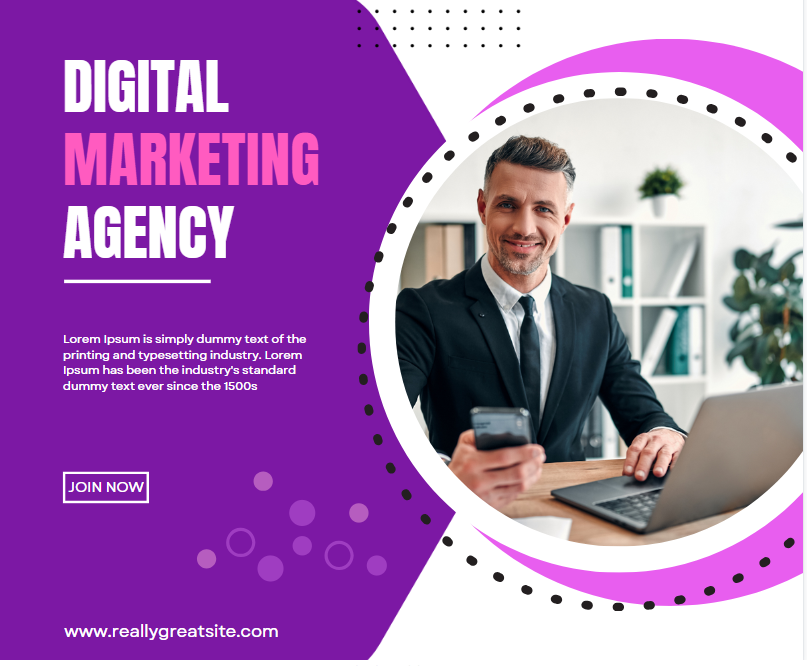 DIGITAL
MARKETING
AGENCY
Lorem Ipsum is simply dummy text of the
printing and typesetting industry. Lorem
Ipsum has been the industry's standard
dummy text ever since the 1500s
JOIN NOW
www.reallygreatsite.com